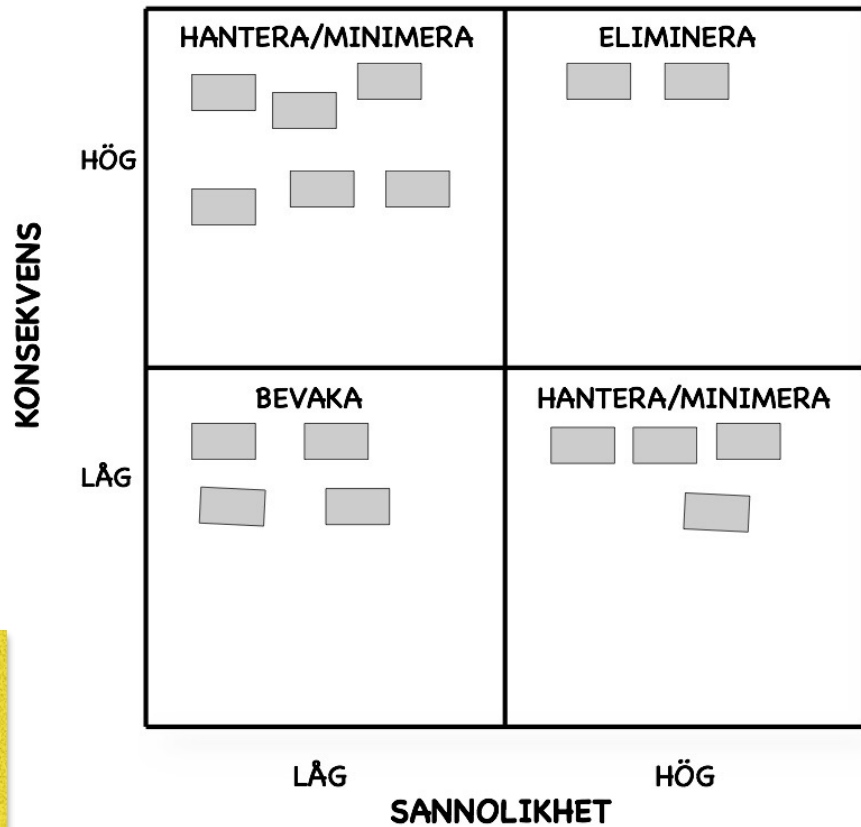 HANTERA/MINIMERA
ELIMINERA
HÖG
KONSEKVENS
BEVAKA
HANTERA/MINIMERA
LÅG
LÅG
HÖG
SANNOLIKHET